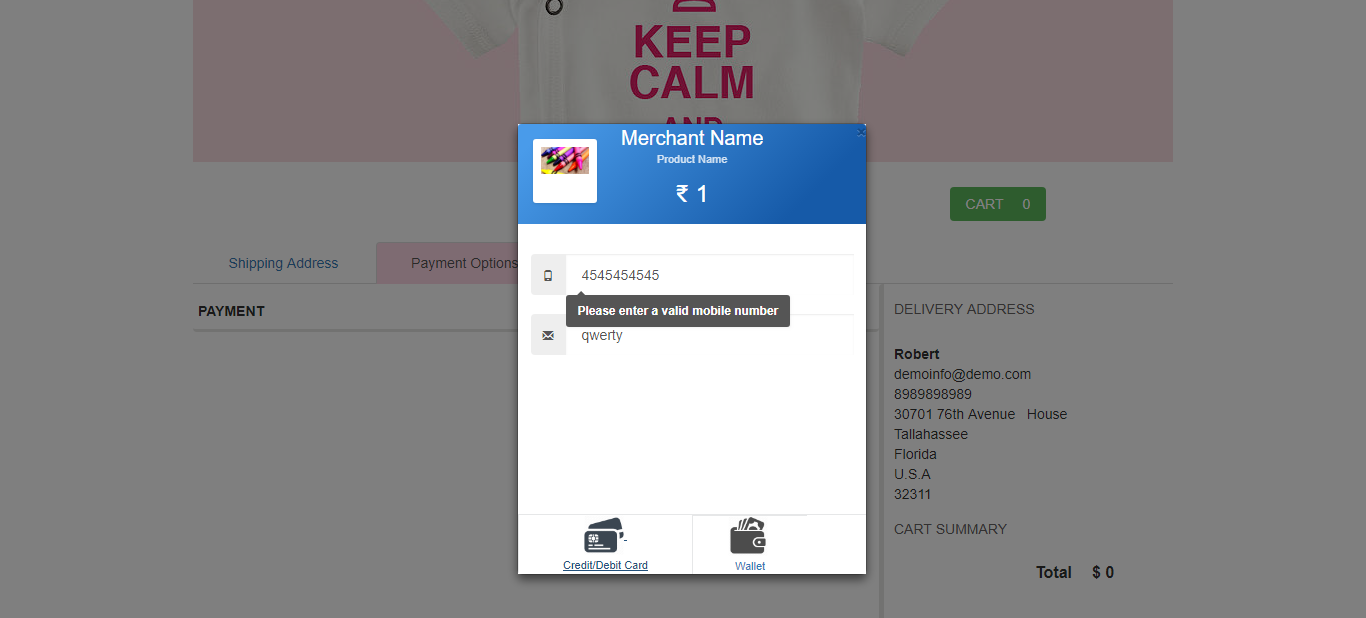 KEEP
CALM
AND
Merchant Name
Product Name
₹ 1
×
CART 0
Shipping Address
Payment Options
PAYMENT
4545454545
Please enter a valid mobile number
qwerty
Credit/Debit Card
Wallet
DELIVERY ADDRESS
Robert
demoinfo@demo.com
8989898989
30701 76th Avenue House
Tallahassee
Florida
U.S.A
32311
CART SUMMARY
Total $ 0